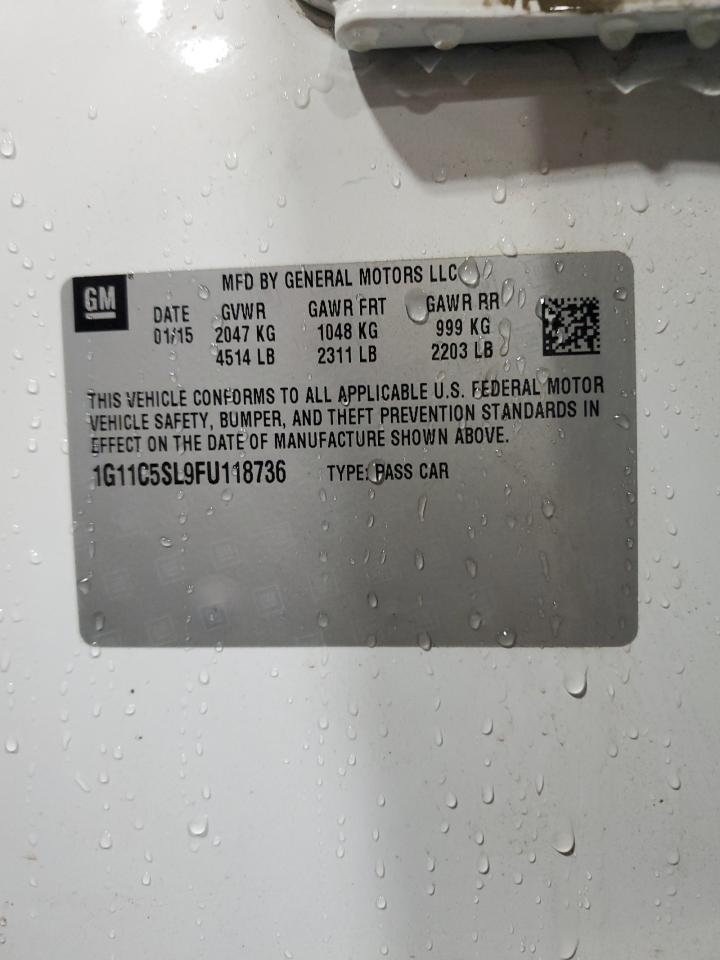 GM
MFD BY GENERAL MOTORS LLC
DATE GVWR GAWR FRT GAWR RR
01/15 2047 KG 1048 KG 999 KG
4514 LB 2311 LB 2203 LB
THIS VEHICLE CONFORMS TO ALL APPLICABLE U.S. FEDERAL MOTOR
VEHICLE SAFETY, BUMPER, AND THEFT PREVENTION STANDARDS IN
EFFECT ON THE DATE OF MANUFACTURE SHOWN ABOVE.
1G11C5SL9FU118736 TYPE: PASS CAR